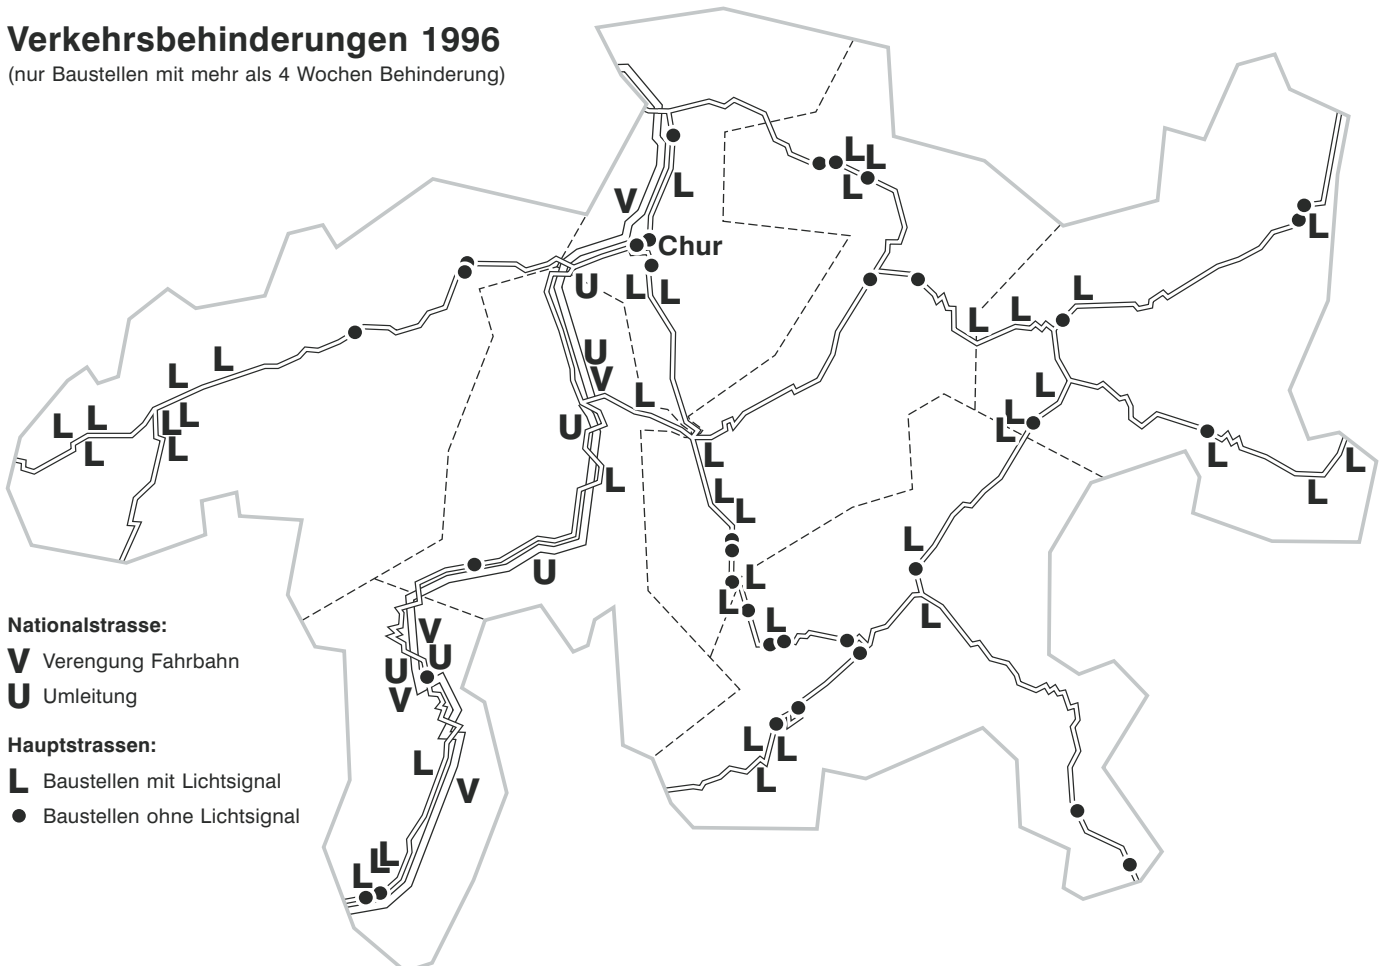 Verkehrsbehinderungen 1996
(nur Baustellen mit mehr als 4 Wochen Behinderung)
L
L
L
L
V
L
Chur
U
L
L
L
L
L
U
L
L
V
L
L
L
L
L
L
L
U
L
L
L
L
L
L
L
L
L
L
L
U
L
L
L
L
V
U
U
V
L
L
L
L
V
L
L
L
Nationalstrasse:
V Verengung Fahrbahn
U Umleitung
Hauptstrassen:
L Baustellen mit Lichtsignal
● Baustellen ohne Lichtsignal